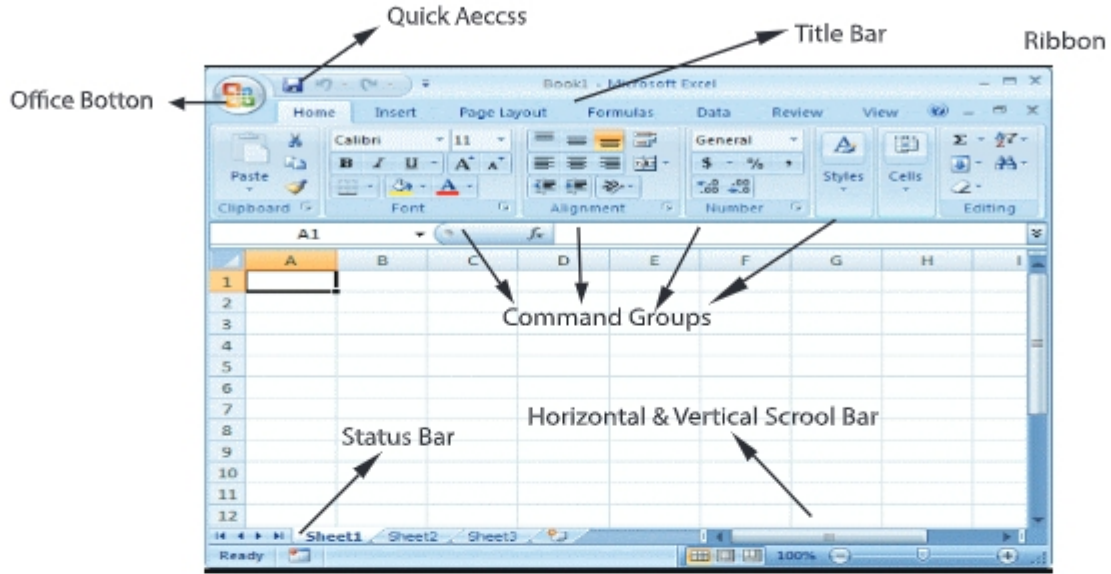 Quick Aeccss
Title Bar
Ribbon
Office Botton
Book1 - Microsoft Excel
Home Insert Page Layout Formulas Data Review View
Calibri 11 General
B I U A A $ % , Σ
Paste Styles Cells
Clipboard Font Alignment Number Editing
A1 fx
A B C D E F G H I
1
2
3
Command Groups
4
5
6
7
Horizontal & Vertical Scrool Bar
8
Status Bar
9
10
11
12
Sheet1 Sheet2 Sheet3
Ready 100%